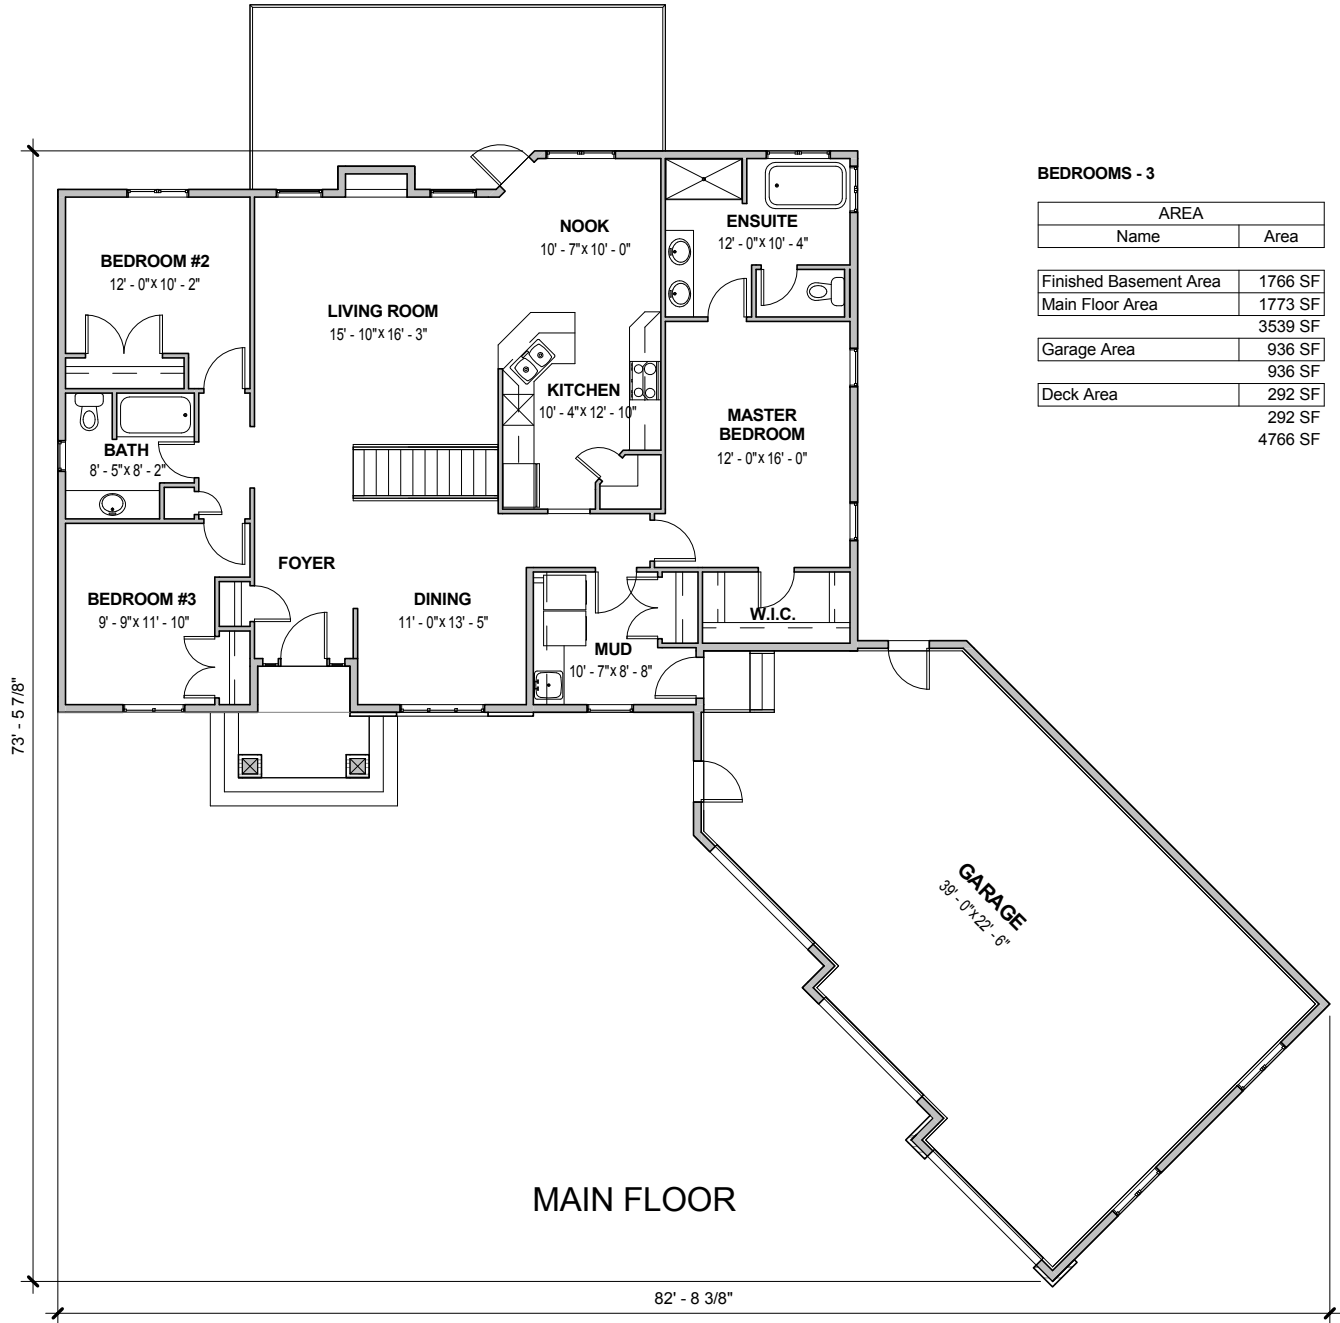 BEDROOMS - 3
AREA
Name Area
Finished Basement Area 1766 SF
Main Floor Area 1773 SF
3539 SF
Garage Area 936 SF
936 SF
Deck Area 292 SF
292 SF
4766 SF
NOOK
10' - 7"x 10' - 0"
ENSUITE
12' - 0"x 10' - 4"
BEDROOM #2
12' - 0"x 10' - 2"
LIVING ROOM
15' - 10"x 16' - 3"
KITCHEN
10' - 4"x 12' - 10"
MASTER
BEDROOM
12' - 0"x 16' - 0"
BATH
8' - 5"x 8' - 2"
FOYER
BEDROOM #3
9' - 9"x 11' - 10"
DINING
11' - 0"x 13' - 5"
W.I.C.
MUD
10' - 7"x 8' - 8"
73' - 5 7/8"
GARAGE
39' - 0"x 22' - 6"
MAIN FLOOR
82' - 8 3/8"